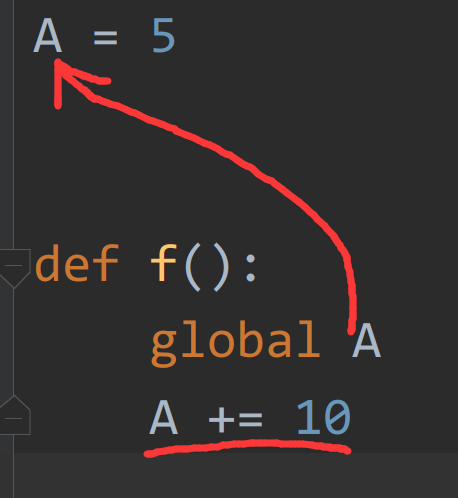 A = 5
def f():
global A
A += 10